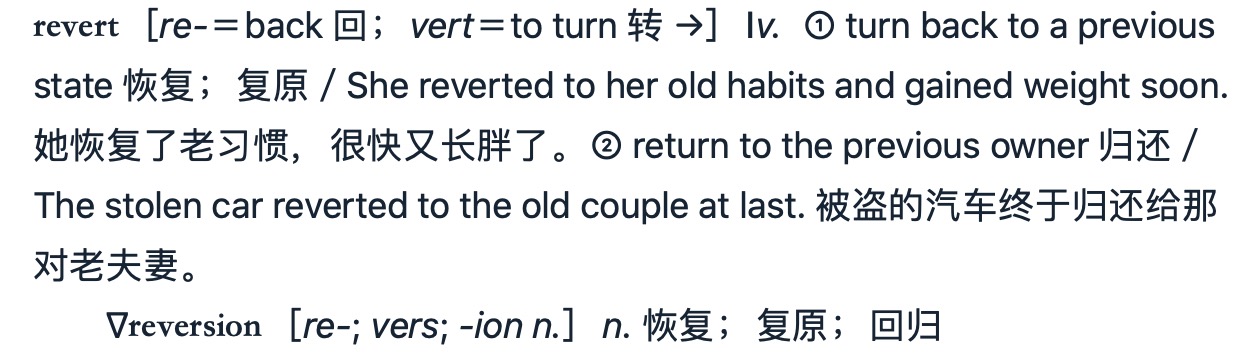 revert［re-＝back 回； vert＝to turn 转 →］ Ⅰv. ① turn back to a previous
state 恢复； 复原 / She reverted to her old habits and gained weight soon.
她恢复了老习惯， 很快又长胖了。② return to the previous owner 归还 /
The stolen car reverted to the old couple at last. 被盗的汽车终于归还给那
对老夫妻。
∇reversion［re-; vers; -ion n.］ n. 恢复； 复原； 回归